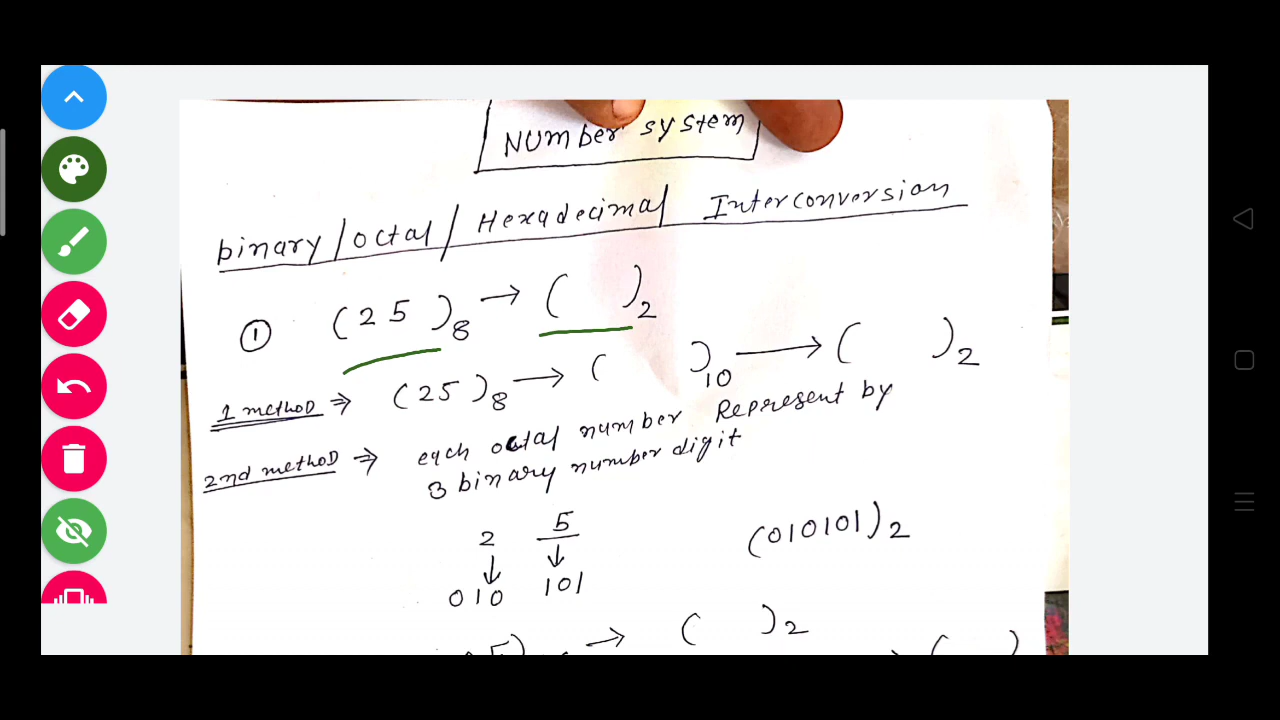 Number system
binary/octal/Hexadecimal Interconversion
① (25)8 → ( )2
1 method ⇒ (25)8 → ( )10 → ( )2
2nd method ⇒ each octal number Represent by
3 binary number digit
2 5
↓ ↓
010 101 (010101)2
5) → ( )2